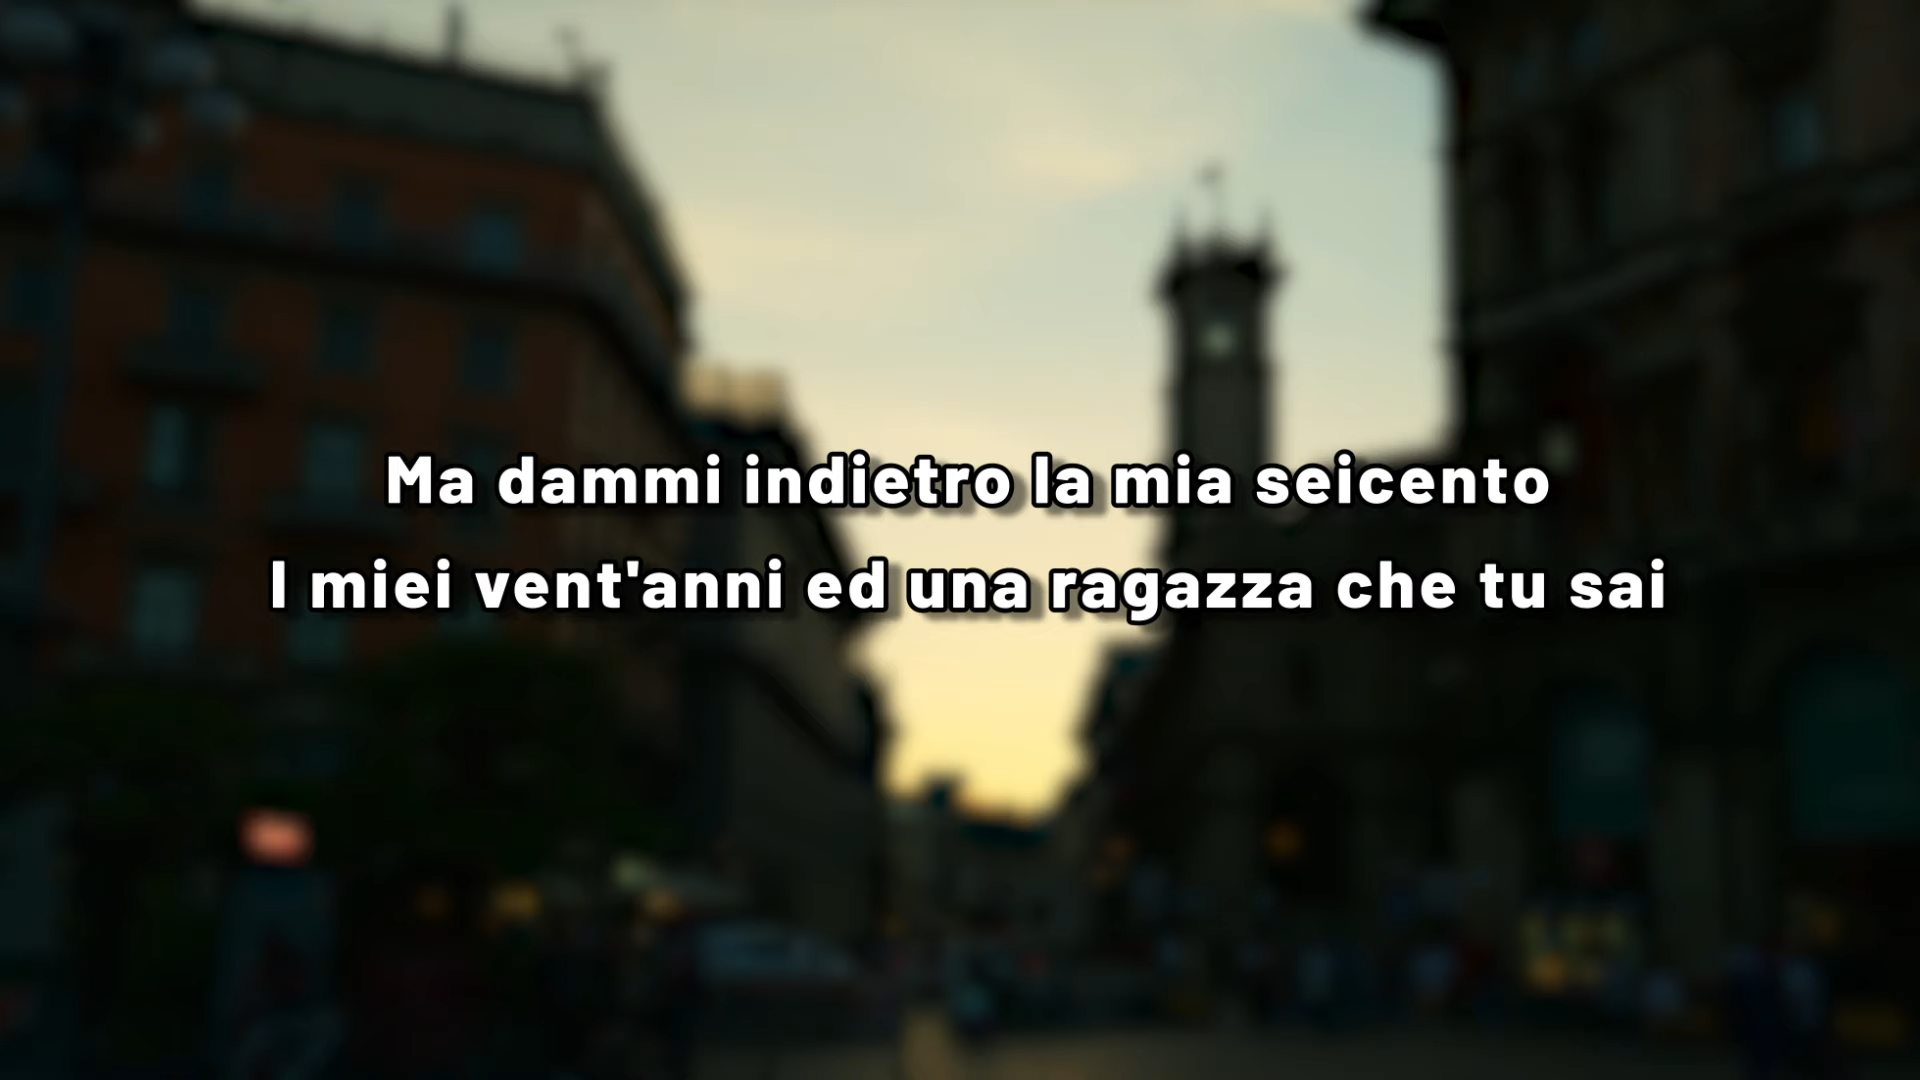 Ma dammi indietro la mia seicento
I miei vent'anni ed una ragazza che tu sai